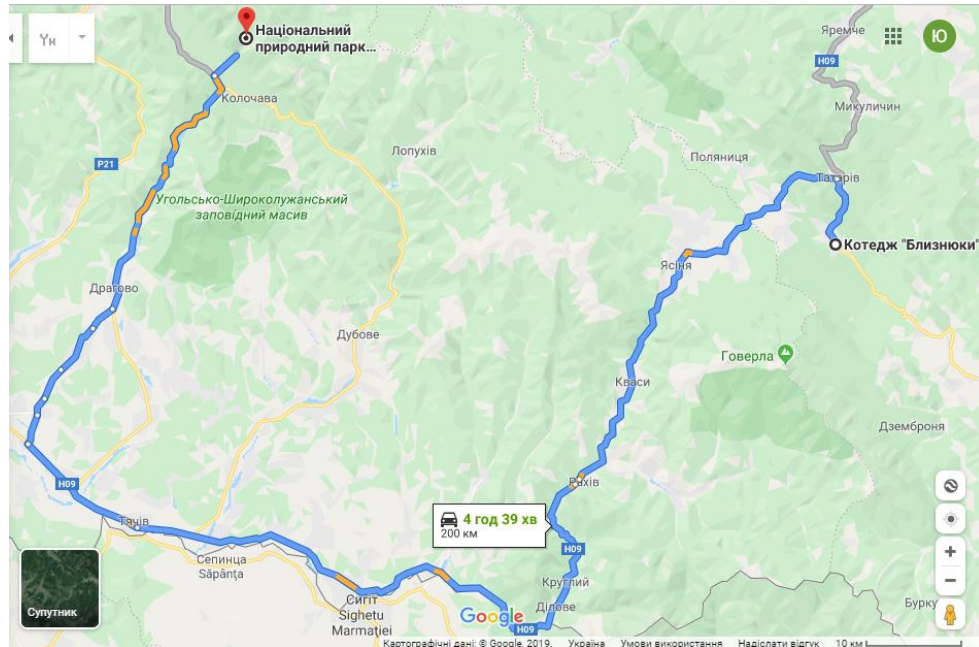 Національний
природний парк...
Яремче
Ю
Н09
Колочава
Микуличин
Лопухів
Поляниця
P21
Татарів
Угольсько-Широколужанський
заповідний масив
Котедж "Близнюки"
Ясіня
Драгово
Дубове
Говерла
Кваси
Дземброня
Н09
Рахів
Тячів
4 год 39 хв
200 км
Н09
Сепинца
Săpânța
Круглий
Супутник
Сигіт
Sighetu
Marmației
Google
Ділове
Н09
Бурку
Картографічні дані: © Google, 2019.
Україна
Умови використання
Надіслати відгук
10 км